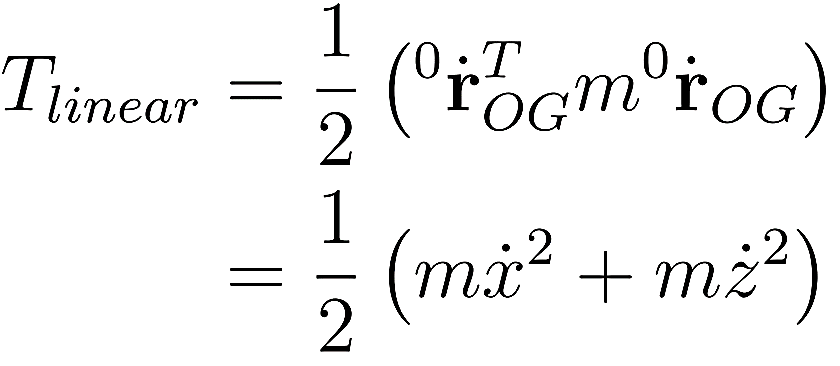 $T_{linear} = \frac{1}{2} \left( {}^{0}\dot{\mathbf{r}}_{OG}^{T} m {}^{0}\dot{\mathbf{r}}_{OG} \right)$
$= \frac{1}{2} \left( m\dot{x}^{2} + m\dot{z}^{2} \right)$